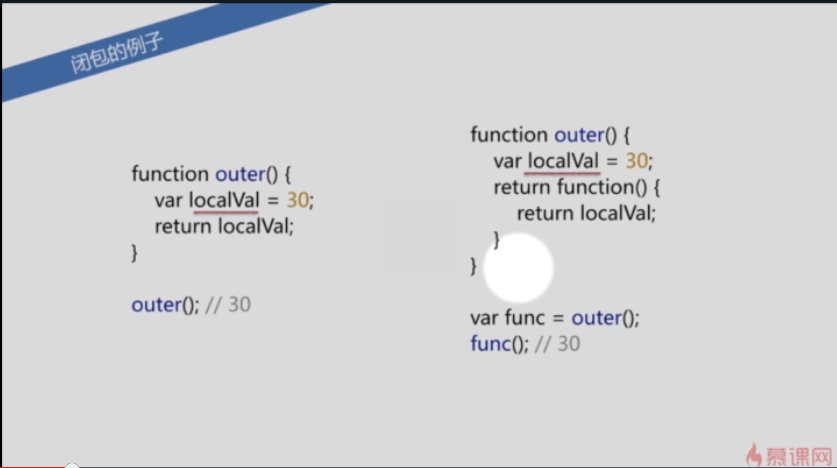 闭包的例子
function outer() {
var localVal = 30;
return localVal;
}
outer(); // 30
function outer() {
var localVal = 30;
return function() {
return localVal;
}
}
var func = outer();
func(); // 30
慕课网